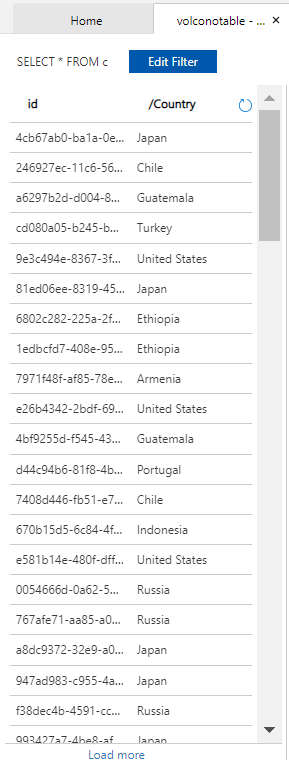 Home volconotable - ... ×
SELECT * FROM c Edit Filter
id /Country
4cb67ab0-ba1a-0e... Japan
246927ec-11c6-56... Chile
a6297b2d-d004-8... Guatemala
cd080a05-b245-b... Turkey
9e3c494e-8367-3f... United States
81ed06ee-8319-45... Japan
6802c282-225a-2f... Ethiopia
1edbcfd7-408e-95... Ethiopia
7971f48f-af85-78e... Armenia
e26b4342-2bdf-69... United States
4bf9255d-f545-43... Guatemala
d44c94b6-81f8-4b... Portugal
7408d446-fb51-e7... Chile
670b15d5-6c84-4f... Indonesia
e581b14e-480f-dff... United States
0054666d-0a62-5... Russia
767afe71-aa85-a0... Russia
a8dc9372-32e9-a0... Japan
947ad983-c955-4a... Japan
f38dec4b-4591-cc... Russia
993427a7-4be8-af... Japan
Load more